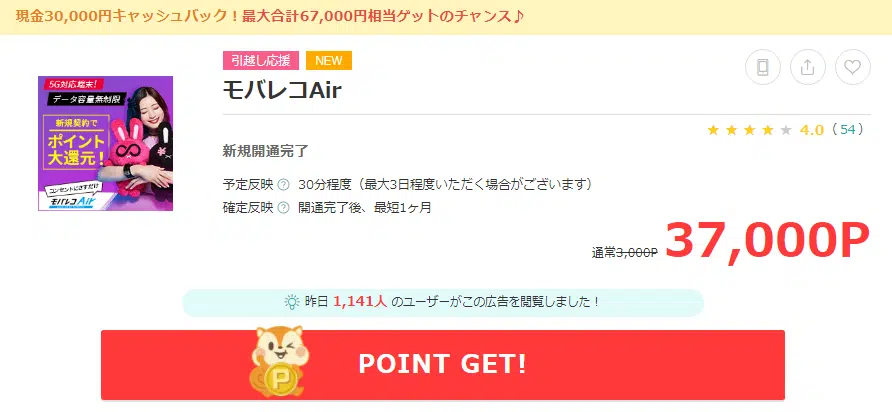 現金30,000円キャッシュバック！最大合計67,000円相当ゲットのチャンス♪
引越し応援 NEW
モバレコAir
5G対応端末!
データ容量無制限
新規契約で
ポイント
大還元！
コンセントにさすだけ
モバレコAir
★★★★★ 4.0 （54）
新規開通完了
予定反映 ? 30分程度（最大3日程度いただく場合がございます）
確定反映 ? 開通完了後、最短1ヶ月
通常3,000P 37,000P
昨日 1,141人 のユーザーがこの広告を閲覧しました！
P POINT GET!